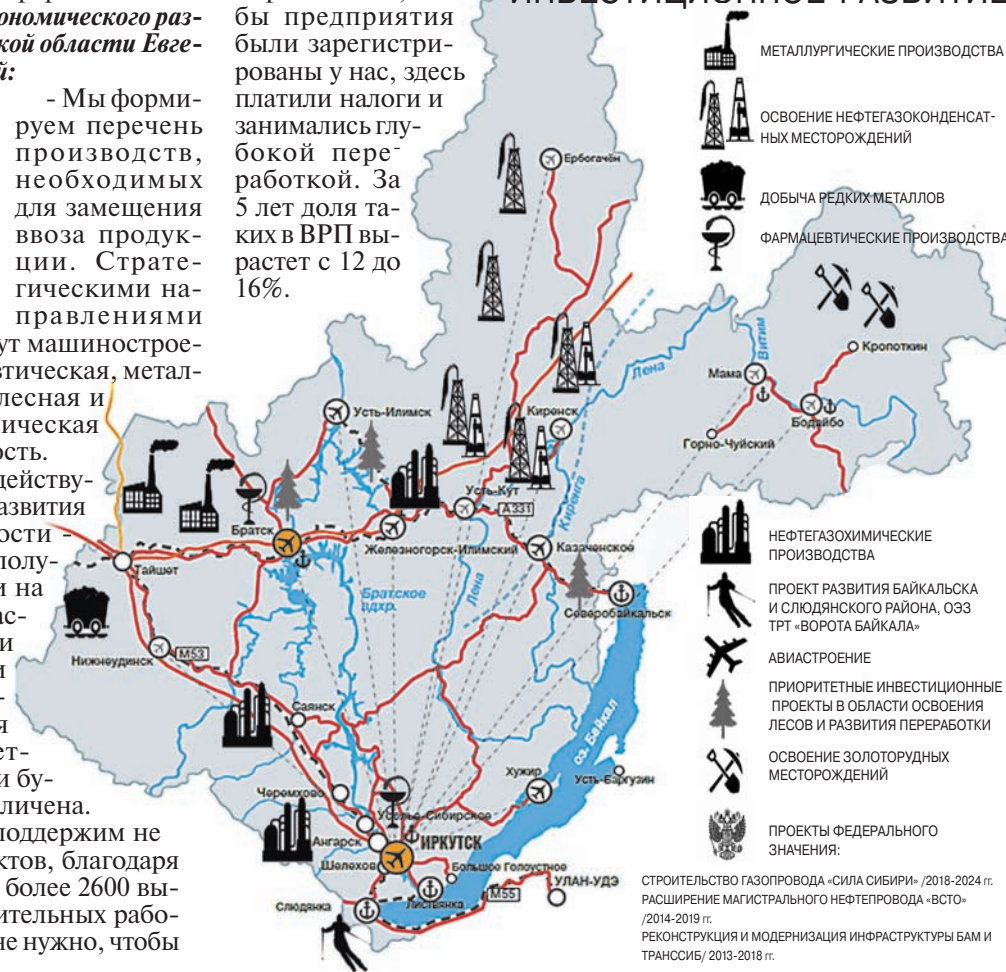 ономического раз-
кой области Евге-
й:
- Мы форми-
руем перечень
производств,
необходимых
для замещения
ввоза продук-
ции. Страте-
гическими на-
правлениями
ут машинострое-
втическая, метал-
лесная и
ическая
ость.
действу-
азвития
ости -
полу-
и на
ас-
и
и
-
я
ет-
и бу-
личена.
поддержим не
ктов, благодаря
более 2600 вы-
ительных рабо-
не нужно, чтобы
бы предприятия
были зарегистри-
рованы у нас, здесь
платили налоги и
занимались глу-
бокой пере-
работкой. За
5 лет доля та-
ких в ВРП вы-
растет с 12 до
16%.
ИНВЕСТИЦИОННОЕ РАЗВИТИЕ
МЕТАЛЛУРГИЧЕСКИЕ ПРОИЗВОДСТВА
ОСВОЕНИЕ НЕФТЕГАЗОКОНДЕНСАТ-
НЫХ МЕСТОРОЖДЕНИЙ
ДОБЫЧА РЕДКИХ МЕТАЛЛОВ
ФАРМАЦЕВТИЧЕСКИЕ ПРОИЗВОДСТВА
Ербогачён
Кропоткин
Витим
Лена
Мама
Бодайбо
Горно-Чуйский
Усть-Илимск
Киренск
Усть-Кут
А331
Киренга
Братск
Железногорск-Илимский
Казаченское
Тайшет
Братское
вдхр.
Лена
Северобайкальск
Нижнеудинск
М53
Саянск
оз. Байкал
Хужир
Усть-Баргузин
Черемхово
Усолье-Сибирское
Ангарск
ИРКУТСК
Шелехов
Большое Голоустное
Листвянка
М55
УЛАН-УДЭ
Слюдянка
НЕФТЕГАЗОХИМИЧЕСКИЕ
ПРОИЗВОДСТВА
ПРОЕКТ РАЗВИТИЯ БАЙКАЛЬСКА
И СЛЮДЯНСКОГО РАЙОНА, ОЭЗ
ТРТ «ВОРОТА БАЙКАЛА»
АВИАСТРОЕНИЕ
ПРИОРИТЕТНЫЕ ИНВЕСТИЦИОННЫЕ
ПРОЕКТЫ В ОБЛАСТИ ОСВОЕНИЯ
ЛЕСОВ И РАЗВИТИЯ ПЕРЕРАБОТКИ
ОСВОЕНИЕ ЗОЛОТОРУДНЫХ
МЕСТОРОЖДЕНИЙ
ПРОЕКТЫ ФЕДЕРАЛЬНОГО
ЗНАЧЕНИЯ:
СТРОИТЕЛЬСТВО ГАЗОПРОВОДА «СИЛА СИБИРИ» /2018-2024 гг.
РАСШИРЕНИЕ МАГИСТРАЛЬНОГО НЕФТЕПРОВОДА «ВСТО»
/2014-2019 гг.
РЕКОНСТРУКЦИЯ И МОДЕРНИЗАЦИЯ ИНФРАСТРУКТУРЫ БАМ И
ТРАНССИБ/ 2013-2018 гг.